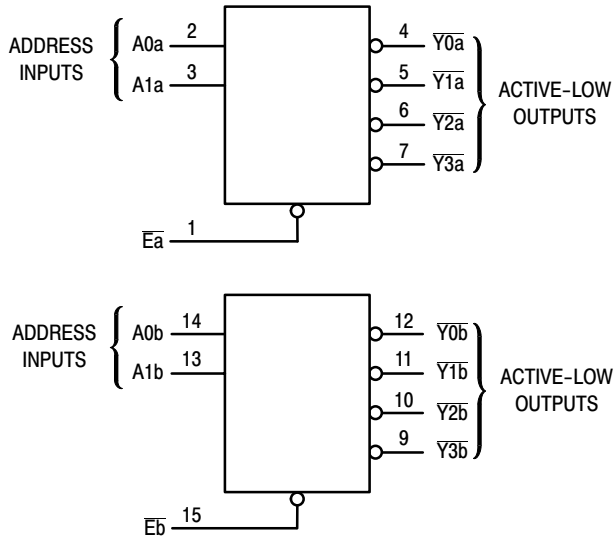 ADDRESS
INPUTS
A0a 2
A1a 3
4 Y0a
5 Y1a
6 Y2a
7 Y3a
ACTIVE-LOW
OUTPUTS
Ea 1
ADDRESS
INPUTS
A0b 14
A1b 13
12 Y0b
11 Y1b
10 Y2b
9 Y3b
ACTIVE-LOW
OUTPUTS
Eb 15